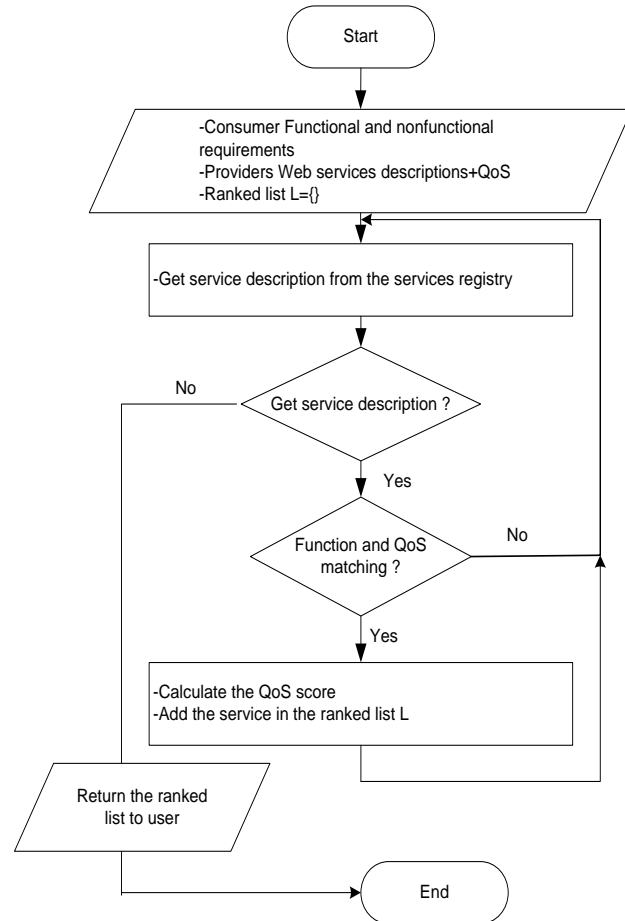 Start
-Consumer Functional and nonfunctional
requirements
-Providers Web services descriptions+QoS
-Ranked list L={}
-Get service description from the services registry
No
Get service description ?
Yes
Function and QoS
matching ?
No
Yes
-Calculate the QoS score
-Add the service in the ranked list L
Return the ranked
list to user
End